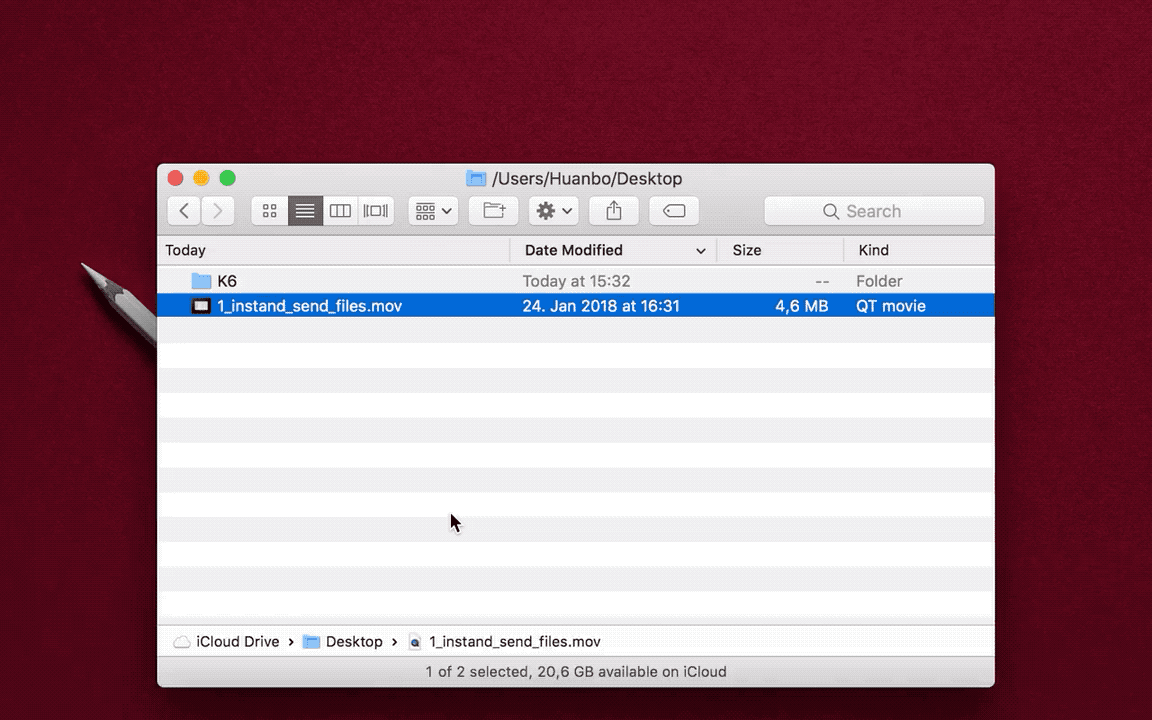 /Users/Huanbo/Desktop
Search
Today Date Modified Size Kind
K6 Today at 15:32 -- Folder
1_instand_send_files.mov 24. Jan 2018 at 16:31 4,6 MB QT movie
iCloud Drive › Desktop › 1_instand_send_files.mov
1 of 2 selected, 20,6 GB available on iCloud